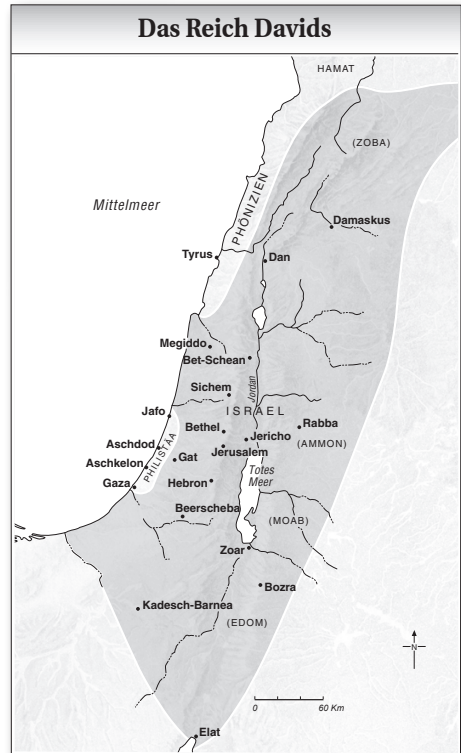 Das Reich Davids
HAMAT
(ZOBA)
PHÖNIZIEN
Mittelmeer
Damaskus
Tyrus
Dan
Megiddo
Bet-Schean
Sichem
Jordan
Jafo
ISRAEL
Bethel
Rabba
Jericho
(AMMON)
Aschdod
PHILISTÄA
Gat
Jerusalem
Aschkelon
Totes
Meer
Gaza
Hebron
Beerscheba
(MOAB)
Zoar
Bozra
Kadesch-Barnea
(EDOM)
N
0 60 Km
Elat